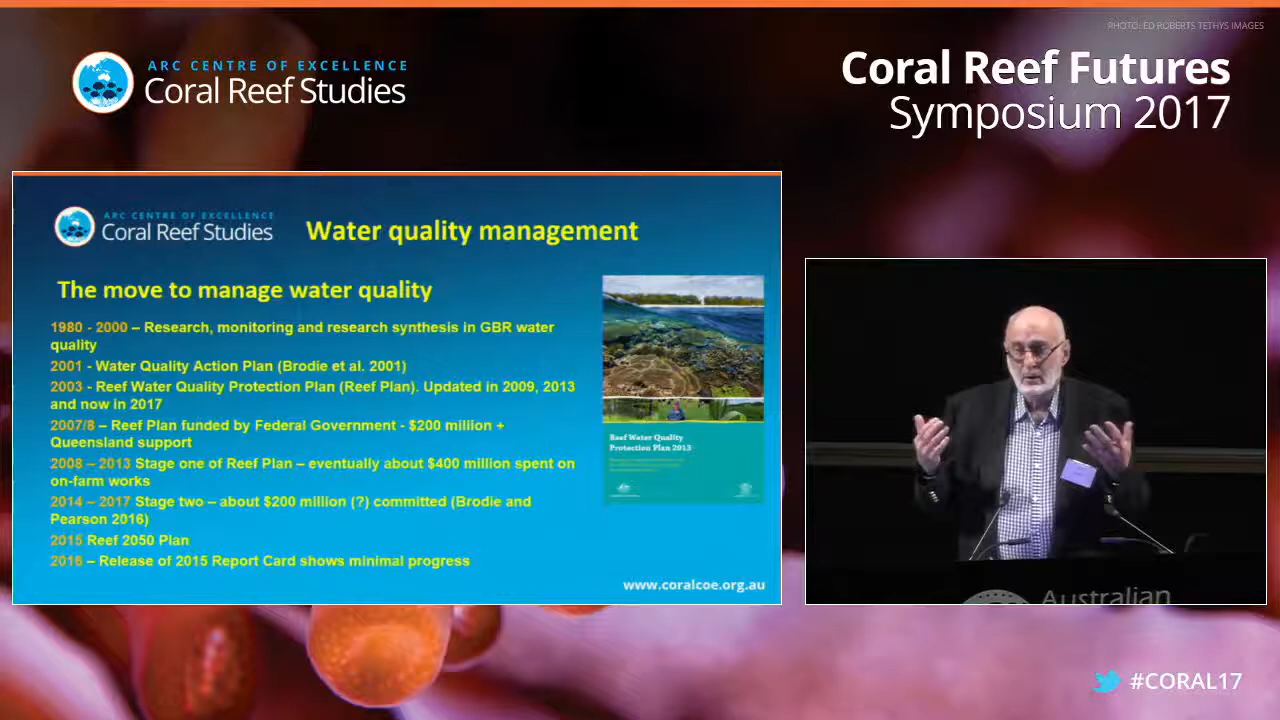 PHOTO: ED ROBERTS TETHYS IMAGES
ARC CENTRE OF EXCELLENCE
Coral Reef Studies
Coral Reef Futures
Symposium 2017
ARC CENTRE OF EXCELLENCE
Coral Reef Studies
Water quality management
The move to manage water quality
1980 - 2000 – Research, monitoring and research synthesis in GBR water
quality
2001 - Water Quality Action Plan (Brodie et al. 2001)
2003 - Reef Water Quality Protection Plan (Reef Plan). Updated in 2009, 2013
and now in 2017
2007/8 – Reef Plan funded by Federal Government - $200 million +
Queensland support
2008 – 2013 Stage one of Reef Plan – eventually about $400 million spent on
on-farm works
2014 – 2017 Stage two – about $200 million (?) committed (Brodie and
Pearson 2016)
2015 Reef 2050 Plan
2016 – Release of 2015 Report Card shows minimal progress
Reef Water Quality
Protection Plan 2013
www.coralcoe.org.au
Australian
#CORAL17